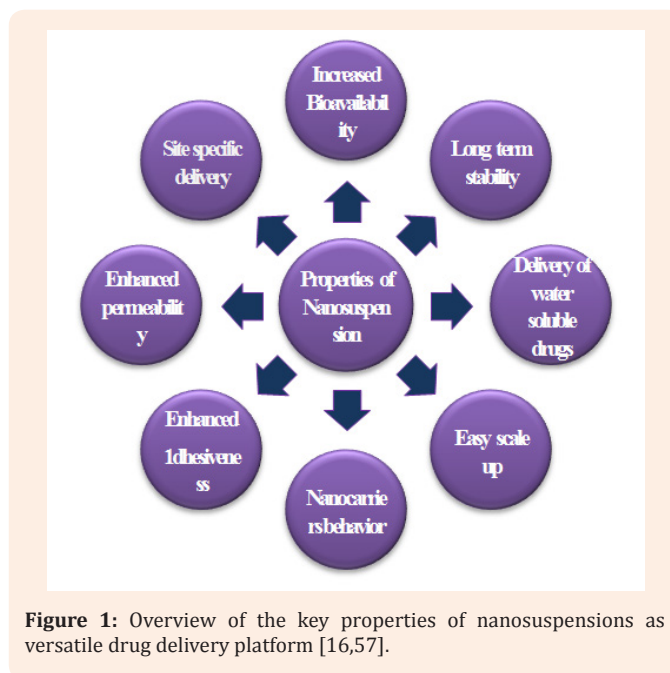 Increased
Bioavailabil
ity
Site specific
delivery
Long term
stability
Enhanced
permeabilit
y
Properties of
Nanosuspen
sion
Delivery of
water
soluble
drugs
Enhanced
1dhesivene
ss
Easy scale
up
Nanocarrie
rs behavior
Figure 1: Overview of the key properties of nanosuspensions as
versatile drug delivery platform [16,57].